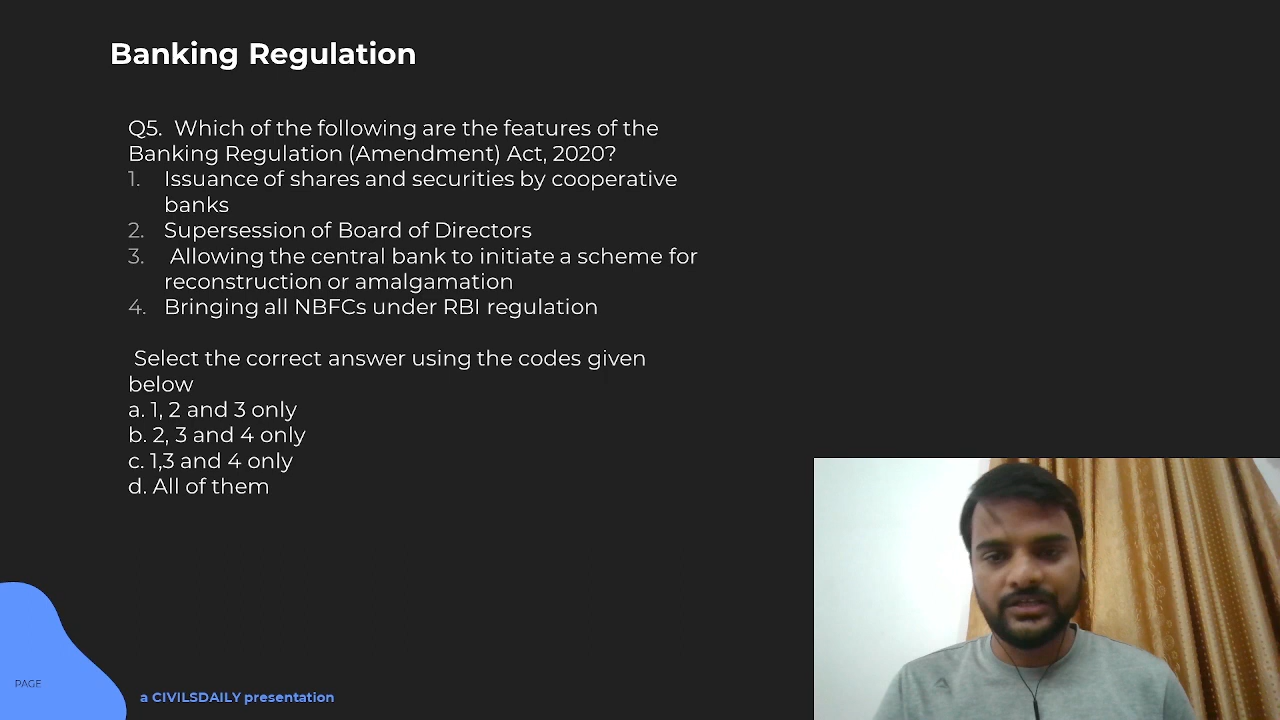 Banking Regulation
Q5. Which of the following are the features of the
Banking Regulation (Amendment) Act, 2020?
1. Issuance of shares and securities by cooperative
banks
2. Supersession of Board of Directors
3. Allowing the central bank to initiate a scheme for
reconstruction or amalgamation
4. Bringing all NBFCs under RBI regulation
Select the correct answer using the codes given
below
a. 1, 2 and 3 only
b. 2, 3 and 4 only
c. 1,3 and 4 only
d. All of them
PAGE
a CIVILSDAILY presentation